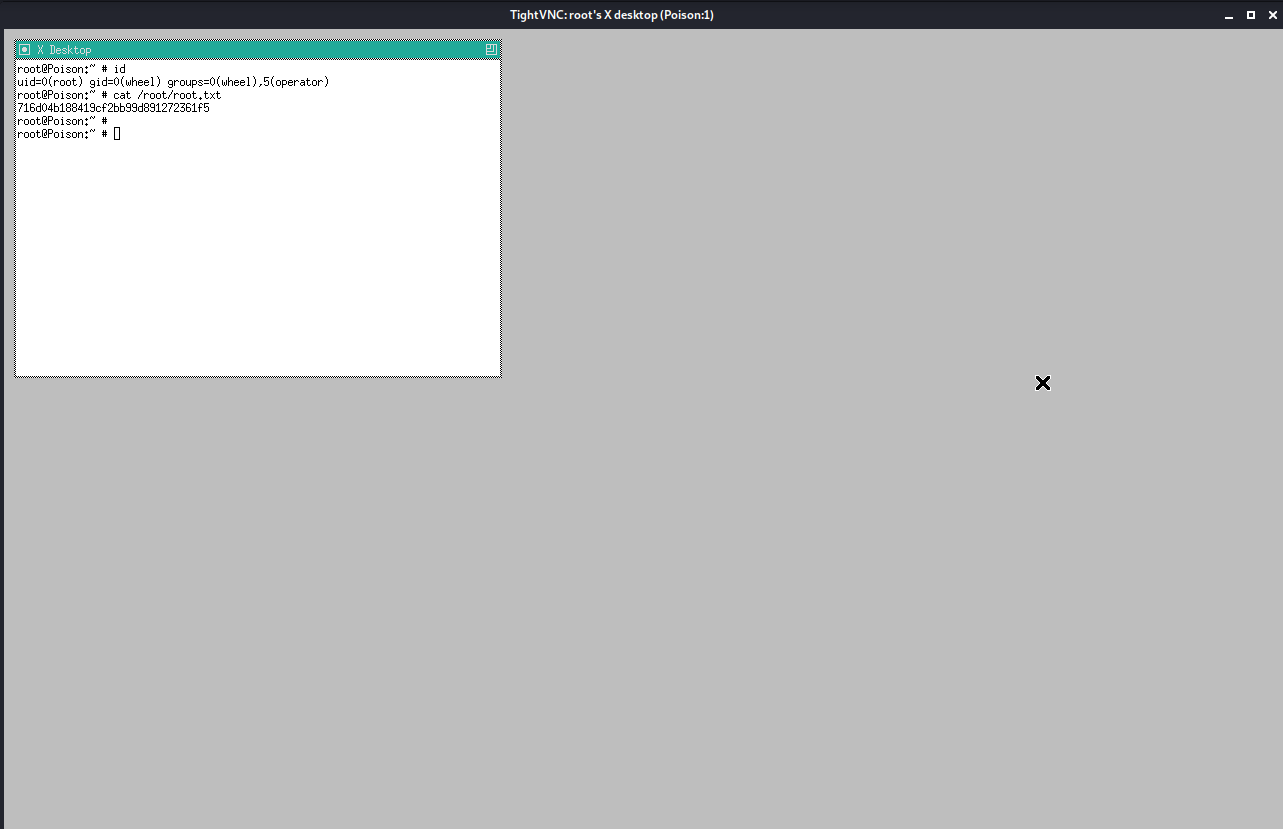 TightVNC: root's X desktop (Poison:1)
X Desktop
root@Poison:~ # id
uid=0(root) gid=0(wheel) groups=0(wheel),5(operator)
root@Poison:~ # cat /root/root.txt
716d04b188419cf2bb99d891272361f5
root@Poison:~ #
root@Poison:~ #